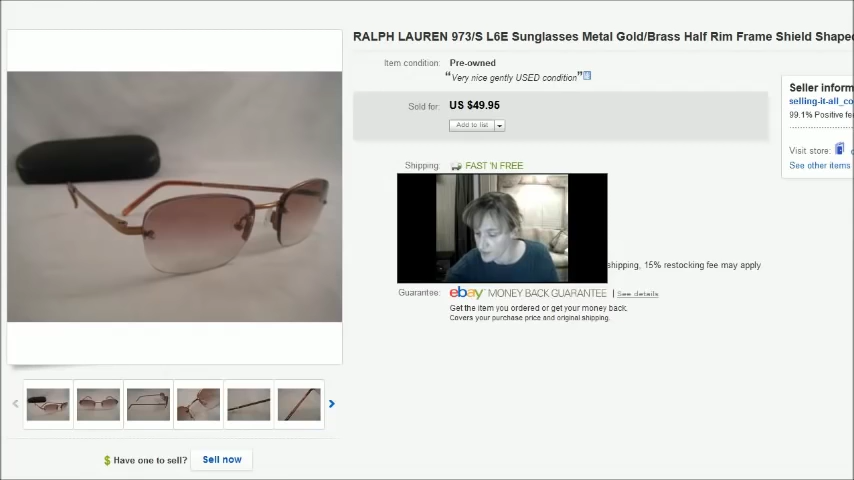 RALPH LAUREN 973/S L6E Sunglasses Metal Gold/Brass Half Rim Frame Shield Shape
Item condition: Pre-owned
“Very nice gently USED condition”
Sold for: US $49.95
Add to list
Shipping: FAST 'N FREE
shipping, 15% restocking fee may apply
Guarantee: ebay MONEY BACK GUARANTEE | See details
Get the item you ordered or get your money back.
Covers your purchase price and original shipping.
Seller inform
selling-it-all_co
99.1% Positive fe
Visit store:
See other items
$ Have one to sell? Sell now